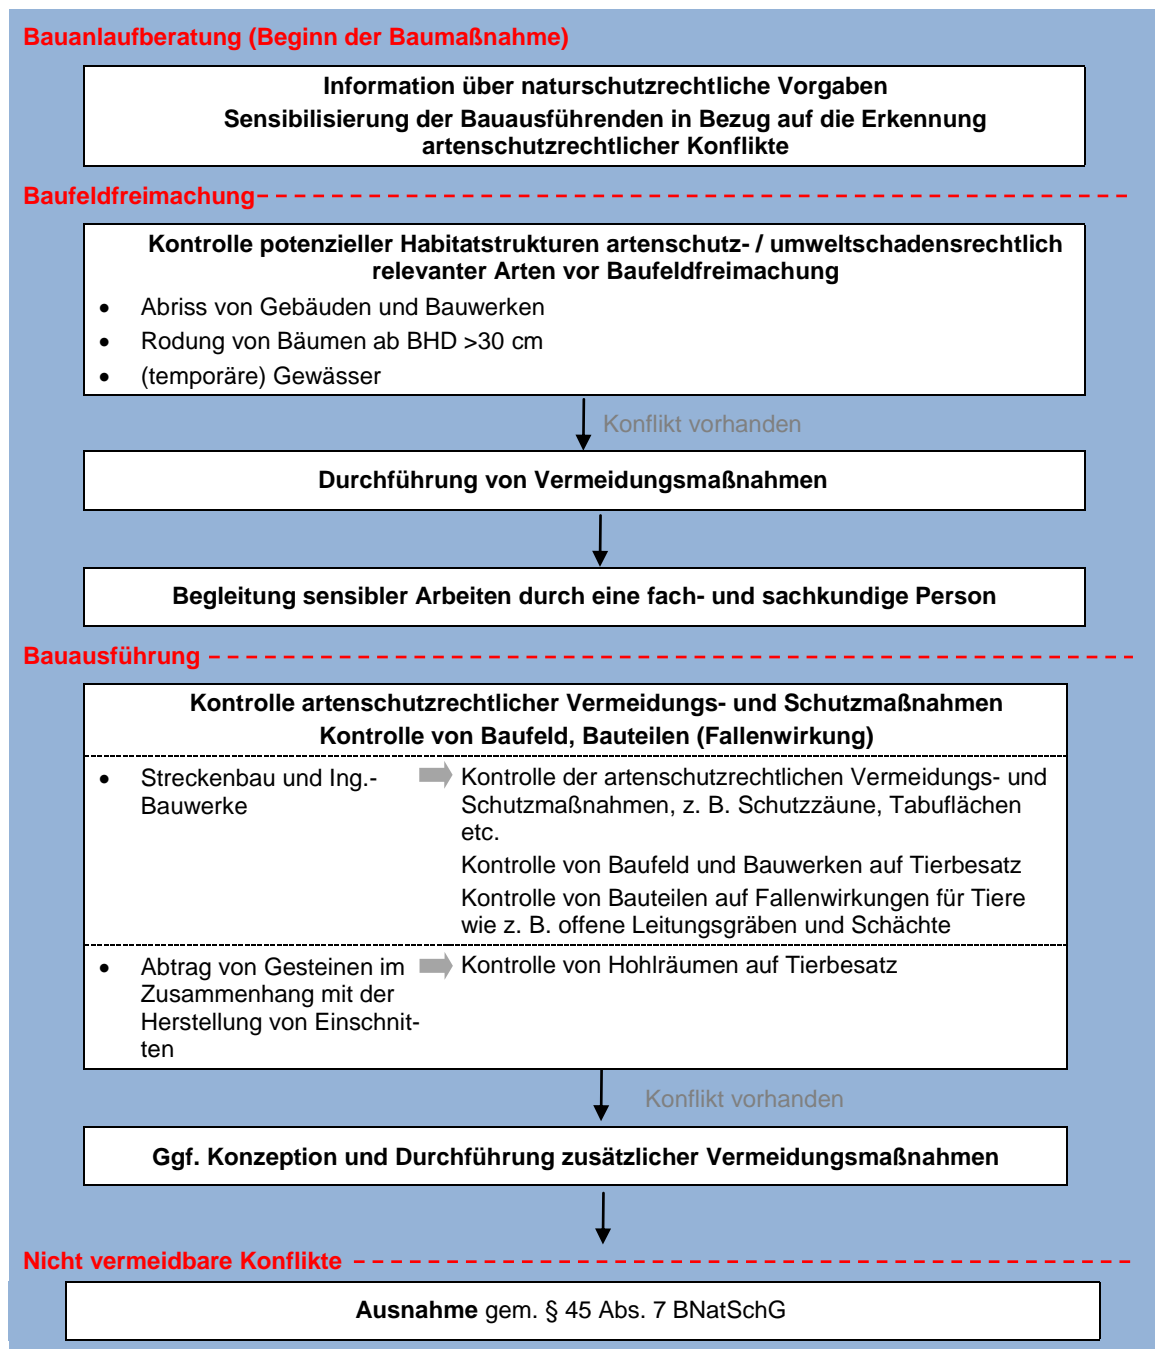 Bauanlaufberatung (Beginn der Baumaßnahme)
Information über naturschutzrechtliche Vorgaben
Sensibilisierung der Bauausführenden in Bezug auf die Erkennung
artenschutzrechtlicher Konflikte
Baufeldfreimachung
Kontrolle potenzieller Habitatstrukturen artenschutz- / umweltschadensrechtlich
relevanter Arten vor Baufeldfreimachung
• Abriss von Gebäuden und Bauwerken
• Rodung von Bäumen ab BHD >30 cm
• (temporäre) Gewässer
Konflikt vorhanden
Durchführung von Vermeidungsmaßnahmen
Begleitung sensibler Arbeiten durch eine fach- und sachkundige Person
Bauausführung
Kontrolle artenschutzrechtlicher Vermeidungs- und Schutzmaßnahmen
Kontrolle von Baufeld, Bauteilen (Fallenwirkung)
• Streckenbau und Ing.-
Bauwerke
Kontrolle der artenschutzrechtlichen Vermeidungs- und
Schutzmaßnahmen, z. B. Schutzzäune, Tabuflächen
etc.
Kontrolle von Baufeld und Bauwerken auf Tierbesatz
Kontrolle von Bauteilen auf Fallenwirkungen für Tiere
wie z. B. offene Leitungsgräben und Schächte
• Abtrag von Gesteinen im
Zusammenhang mit der
Herstellung von Einschnit-
ten
Kontrolle von Hohlräumen auf Tierbesatz
Konflikt vorhanden
Ggf. Konzeption und Durchführung zusätzlicher Vermeidungsmaßnahmen
Nicht vermeidbare Konflikte
Ausnahme gem. § 45 Abs. 7 BNatSchG